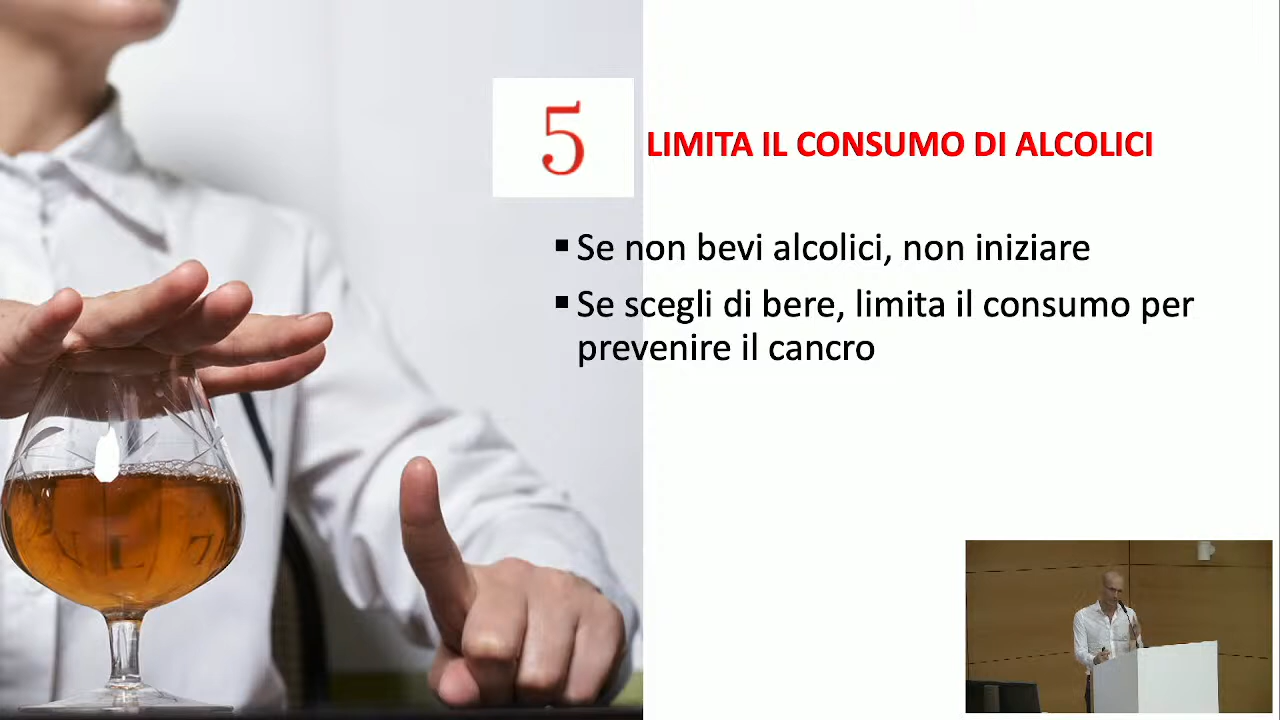 5
LIMITA IL CONSUMO DI ALCOLICI
▪ Se non bevi alcolici, non iniziare
▪ Se scegli di bere, limita il consumo per
prevenire il cancro